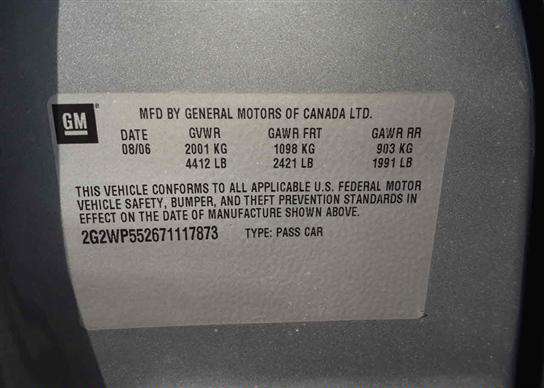 GM®
MFD BY GENERAL MOTORS OF CANADA LTD.
DATE GVWR GAWR FRT GAWR RR
08/06 2001 KG 1098 KG 903 KG
4412 LB 2421 LB 1991 LB
THIS VEHICLE CONFORMS TO ALL APPLICABLE U.S. FEDERAL MOTOR
VEHICLE SAFETY, BUMPER, AND THEFT PREVENTION STANDARDS IN
EFFECT ON THE DATE OF MANUFACTURE SHOWN ABOVE.
2G2WP552671117873 TYPE: PASS CAR